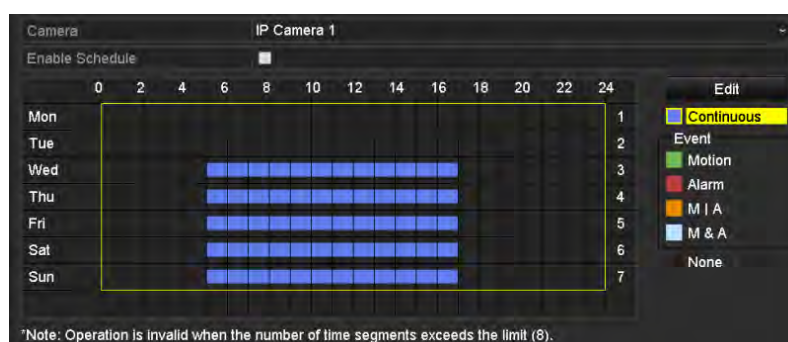 Camera IP Camera 1
Enable Schedule
0 2 4 6 8 10 12 14 16 18 20 22 24 Edit
Mon 1 Continuous
Tue 2 Event
Wed 3 Motion
Thu 4 Alarm
Fri 5 M | A
Sat 6 M & A
Sun 7 None
*Note: Operation is invalid when the number of time segments exceeds the limit (8).